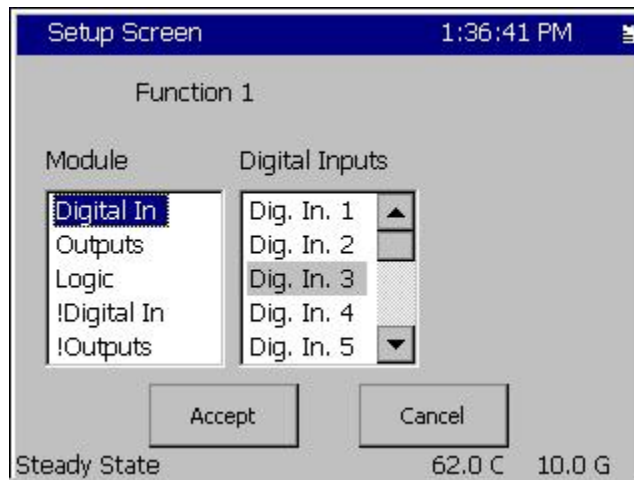 Setup Screen 1:36:41 PM
Function 1
Module Digital Inputs
Digital In Dig. In. 1
Outputs Dig. In. 2
Logic Dig. In. 3
!Digital In Dig. In. 4
!Outputs Dig. In. 5
Accept Cancel
Steady State 62.0 C 10.0 G